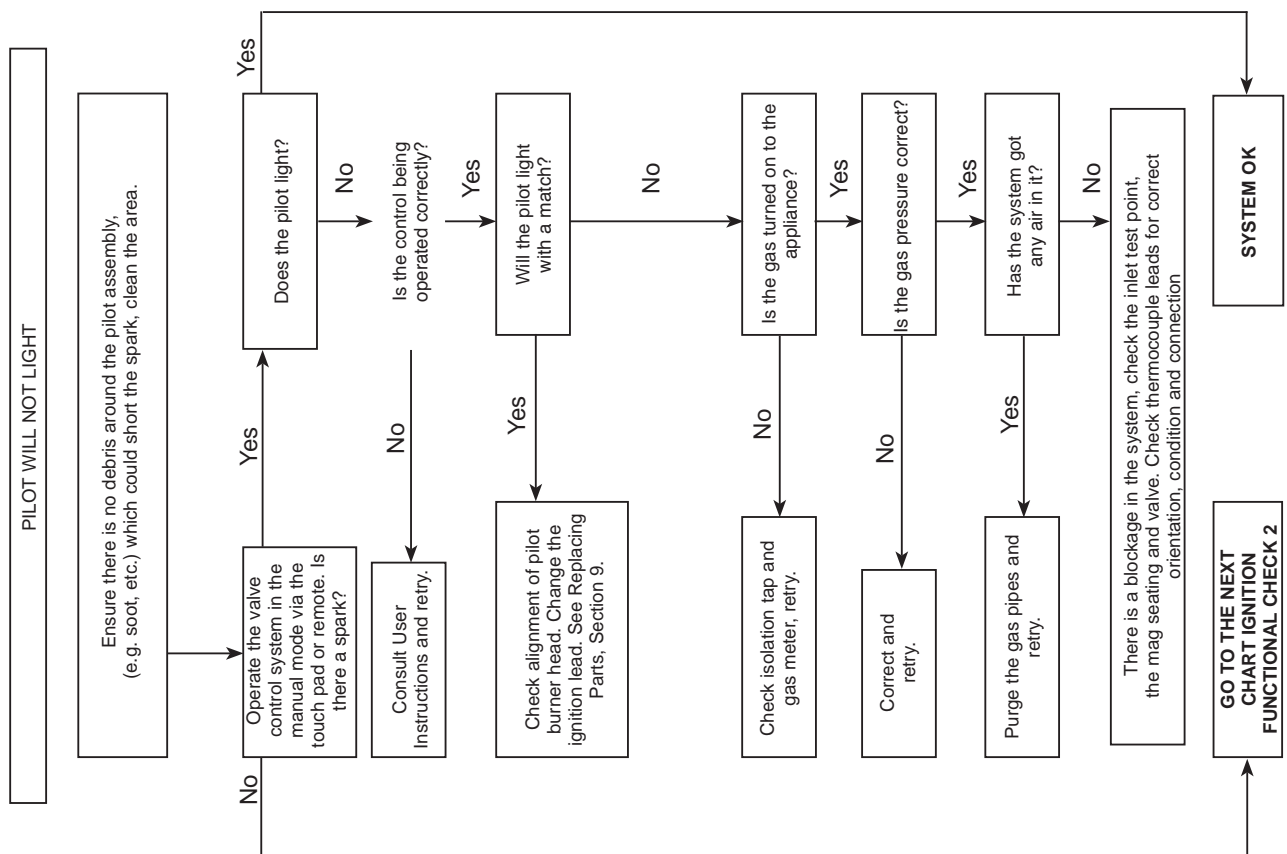 PILOT WILL NOT LIGHT
Ensure there is no debris around the pilot assembly,
(e.g. soot, etc.) which could short the spark, clean the area.
Operate the valve
control system in the
manual mode via the
touch pad or remote. Is
there a spark?
No
Yes
Does the pilot light?
Yes
No
Is the control being
operated correctly?
No
Consult User
Instructions and retry.
Yes
Will the pilot light
with a match?
Yes
Check alignment of pilot
burner head. Change the
ignition lead. See Replacing
Parts, Section 9.
No
Is the gas turned on to the
appliance?
No
Check isolation tap and
gas meter, retry.
Yes
Is the gas pressure correct?
No
Correct and
retry.
Yes
Has the system got
any air in it?
Yes
Purge the gas pipes and
retry.
No
There is a blockage in the system, check the inlet test point,
the mag seating and valve. Check thermocouple leads for correct
orientation, condition and connection
GO TO THE NEXT
CHART IGNITION
FUNCTIONAL CHECK 2
SYSTEM OK